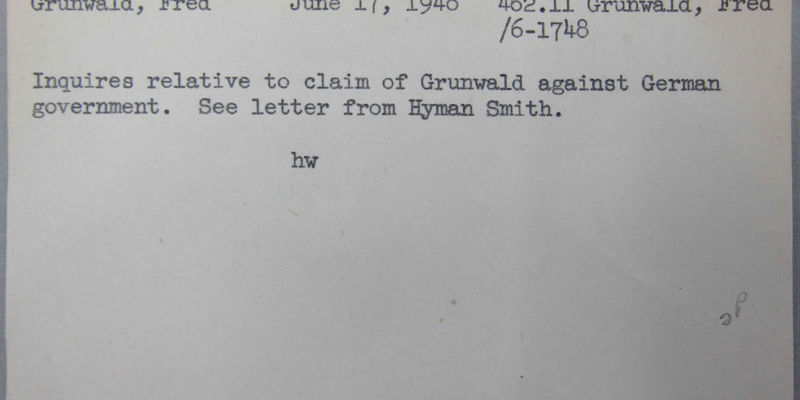 Grunwald, Fred June 17, 1948 462.11 Grunwald, Fred
/6-1748
Inquires relative to claim of Grunwald against German
government. See letter from Hyman Smith.
hw